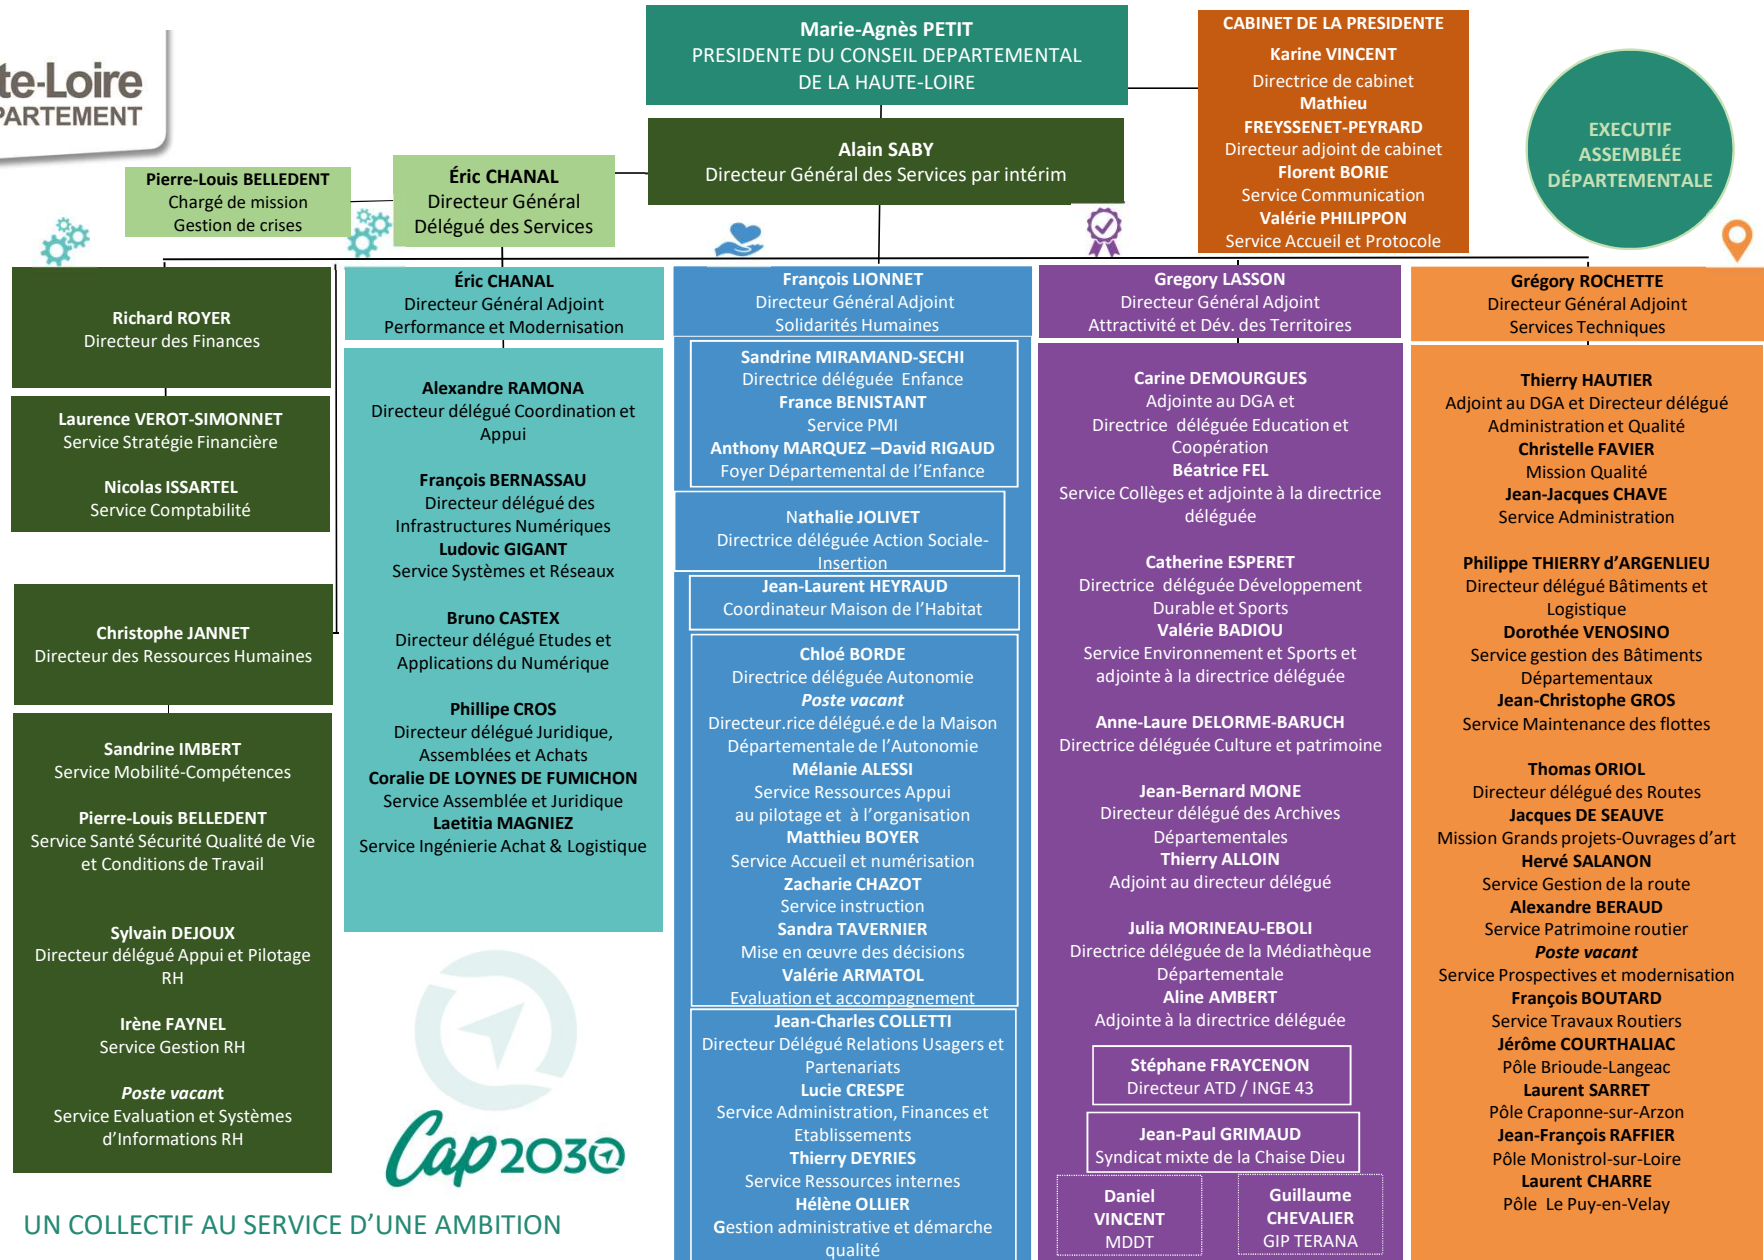 te-Loire
PARTEMENT
Marie-Agnès PETIT
PRESIDENTE DU CONSEIL DEPARTEMENTAL
DE LA HAUTE-LOIRE
CABINET DE LA PRESIDENTE
Karine VINCENT
Directrice de cabinet
Mathieu
FREYSSENET-PEYRARD
Directeur adjoint de cabinet
Florent BORIE
Service Communication
Valérie PHILIPPON
Service Accueil et Protocole
EXECUTIF
ASSEMBLÉE
DÉPARTEMENTALE
Alain SABY
Directeur Général des Services par intérim
Éric CHANAL
Directeur Général
Délégué des Services
Pierre-Louis BELLEDENT
Chargé de mission
Gestion de crises
Richard ROYER
Directeur des Finances
Laurence VEROT-SIMONNET
Service Stratégie Financière
Nicolas ISSARTEL
Service Comptabilité
Christophe JANNET
Directeur des Ressources Humaines
Sandrine IMBERT
Service Mobilité-Compétences
Pierre-Louis BELLEDENT
Service Santé Sécurité Qualité de Vie
et Conditions de Travail
Sylvain DEJOUX
Directeur délégué Appui et Pilotage
RH
Irène FAYNEL
Service Gestion RH
Poste vacant
Service Evaluation et Systèmes
d'Informations RH
Éric CHANAL
Directeur Général Adjoint
Performance et Modernisation
Alexandre RAMONA
Directeur délégué Coordination et
Appui
François BERNASSAU
Directeur délégué des
Infrastructures Numériques
Ludovic GIGANT
Service Systèmes et Réseaux
Bruno CASTEX
Directeur délégué Etudes et
Applications du Numérique
Phillipe CROS
Directeur délégué Juridique,
Assemblées et Achats
Coralie DE LOYNES DE FUMICHON
Service Assemblée et Juridique
Laetitia MAGNIEZ
Service Ingénierie Achat & Logistique
François LIONNET
Directeur Général Adjoint
Solidarités Humaines
Sandrine MIRAMAND-SECHI
Directrice déléguée  Enfance
France BENISTANT
Service PMI
Anthony MARQUEZ –David RIGAUD
Foyer Départemental de l'Enfance
Nathalie JOLIVET
Directrice déléguée Action Sociale-
Insertion
Jean-Laurent HEYRAUD
Coordinateur Maison de l'Habitat
Chloé BORDE
Directrice déléguée Autonomie
Poste vacant
Directeur.rice délégué.e de la Maison
Départementale de l'Autonomie
Mélanie ALESSI
Service Ressources Appui
au pilotage et  à l'organisation
Matthieu BOYER
Service Accueil et numérisation
Zacharie CHAZOT
Service instruction
Sandra TAVERNIER
Mise en œuvre des décisions
Valérie ARMATOL
Evaluation et accompagnement
Jean-Charles COLLETTI
Directeur Délégué Relations Usagers et
Partenariats
Lucie CRESPE
Service Administration, Finances et
Etablissements
Thierry DEYRIES
Service Ressources internes
Hélène OLLIER
Gestion administrative et démarche
qualité
Gregory LASSON
Directeur Général Adjoint
Attractivité et Dév. des Territoires
Carine DEMOURGUES
Adjointe au DGA et
Directrice  déléguée Education et
Coopération
Béatrice FEL
Service Collèges et adjointe à la directrice
déléguée
Catherine ESPERET
Directrice  déléguée Développement
Durable et Sports
Valérie BADIOU
Service Environnement et Sports et
adjointe à la directrice déléguée
Anne-Laure DELORME-BARUCH
Directrice déléguée Culture et patrimoine
Jean-Bernard MONE
Directeur délégué des Archives
Départementales
Thierry ALLOIN
Adjoint au directeur délégué
Julia MORINEAU-EBOLI
Directrice déléguée de la Médiathèque
Départementale
Aline AMBERT
Adjointe à la directrice déléguée
Stéphane FRAYCENON
Directeur ATD / INGE 43
Jean-Paul GRIMAUD
Syndicat mixte de la Chaise Dieu
Daniel
VINCENT
MDDT
Guillaume
CHEVALIER
GIP TERANA
Grégory ROCHETTE
Directeur Général Adjoint
Services Techniques
Thierry HAUTIER
Adjoint au DGA et Directeur délégué
Administration et Qualité
Christelle FAVIER
Mission Qualité
Jean-Jacques CHAVE
Service Administration
Philippe THIERRY d'ARGENLIEU
Directeur délégué Bâtiments et
Logistique
Dorothée VENOSINO
Service gestion des Bâtiments
Départementaux
Jean-Christophe GROS
Service Maintenance des flottes
Thomas ORIOL
Directeur délégué des Routes
Jacques DE SEAUVE
Mission Grands projets-Ouvrages d'art
Hervé SALANON
Service Gestion de la route
Alexandre BERAUD
Service Patrimoine routier
Poste vacant
Service Prospectives et modernisation
François BOUTARD
Service Travaux Routiers
Jérôme COURTHALIAC
Pôle Brioude-Langeac
Laurent SARRET
Pôle Craponne-sur-Arzon
Jean-François RAFFIER
Pôle Monistrol-sur-Loire
Laurent CHARRE
Pôle  Le Puy-en-Velay
Cap2030
UN COLLECTIF AU SERVICE D'UNE AMBITION